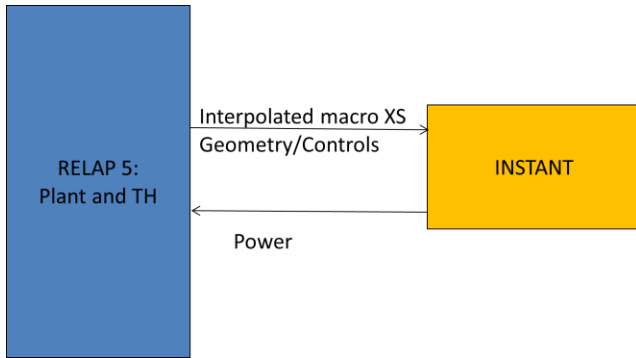 Interpolated macro XS
Geometry/Controls
RELAP 5:
Plant and TH
INSTANT
Power